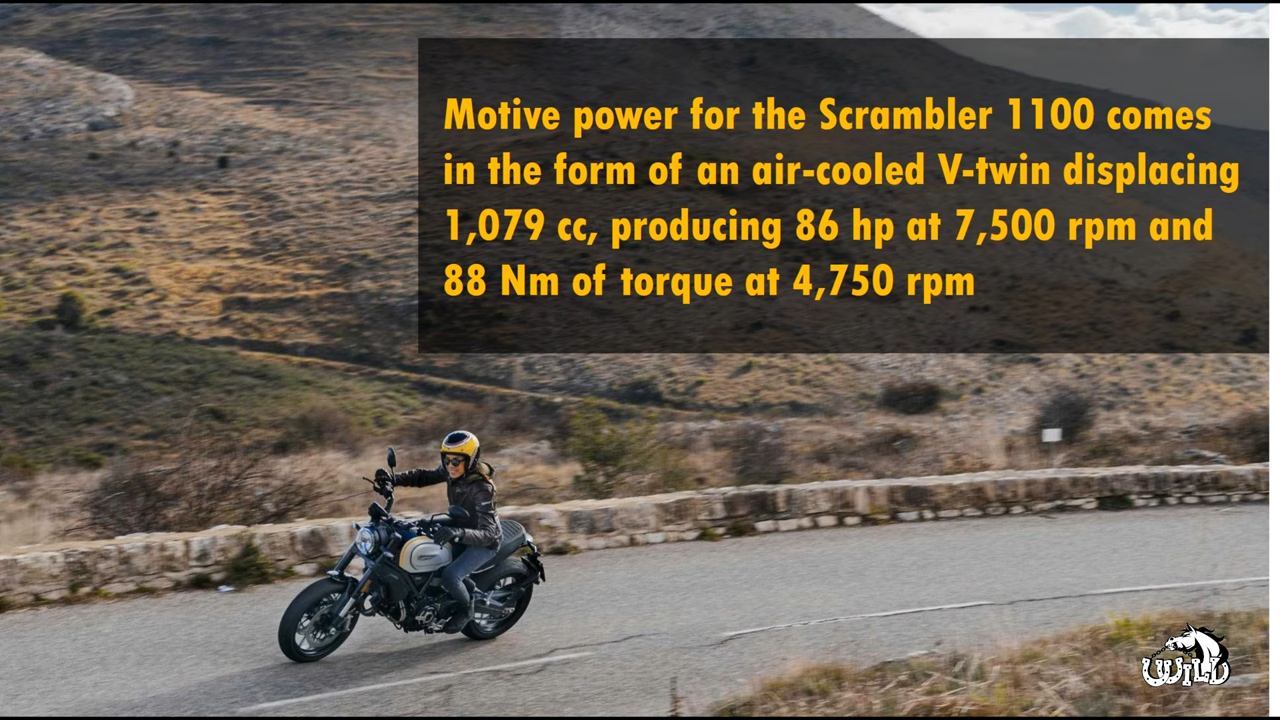 Motive power for the Scrambler 1100 comes
in the form of an air-cooled V-twin displacing
1,079 cc, producing 86 hp at 7,500 rpm and
88 Nm of torque at 4,750 rpm
WILD